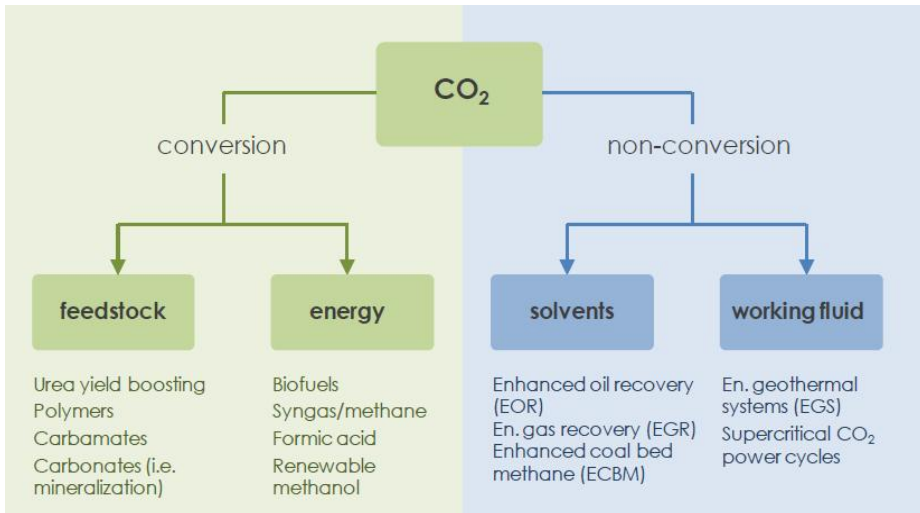 CO₂
conversion
non-conversion
feedstock
energy
solvents
working fluid
Urea yield boosting
Polymers
Carbamates
Carbonates (i.e.
mineralization)
Biofuels
Syngas/methane
Formic acid
Renewable
methanol
Enhanced oil recovery
(EOR)
En. gas recovery (EGR)
Enhanced coal bed
methane (ECBM)
En. geothermal
systems (EGS)
Supercritical CO₂
power cycles